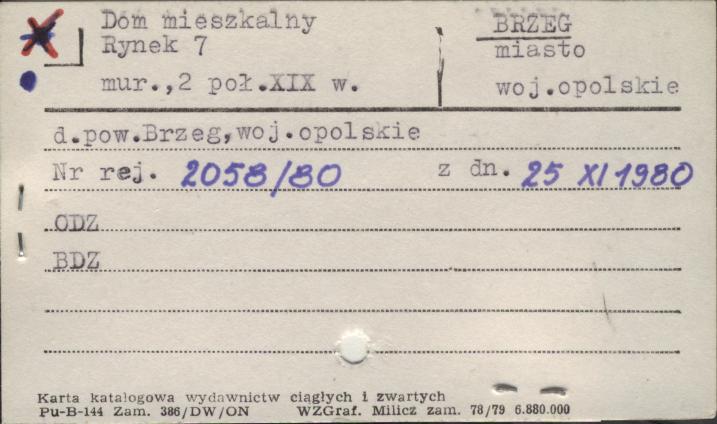 Dom mieszkalny
Rynek 7
mur.,2 poł.XIX w.
BRZEG
miasto
woj.opolskie
d.pow.Brzeg,woj.opolskie
Nr rej. 2058/80 z dn. 25 XI 1980
ODZ
BDZ
Karta katalogowa wydawnictw ciągłych i zwartych
Pu-B-144 Zam. 386/DW/ON WZGraf. Milicz zam. 78/79 6.880.000